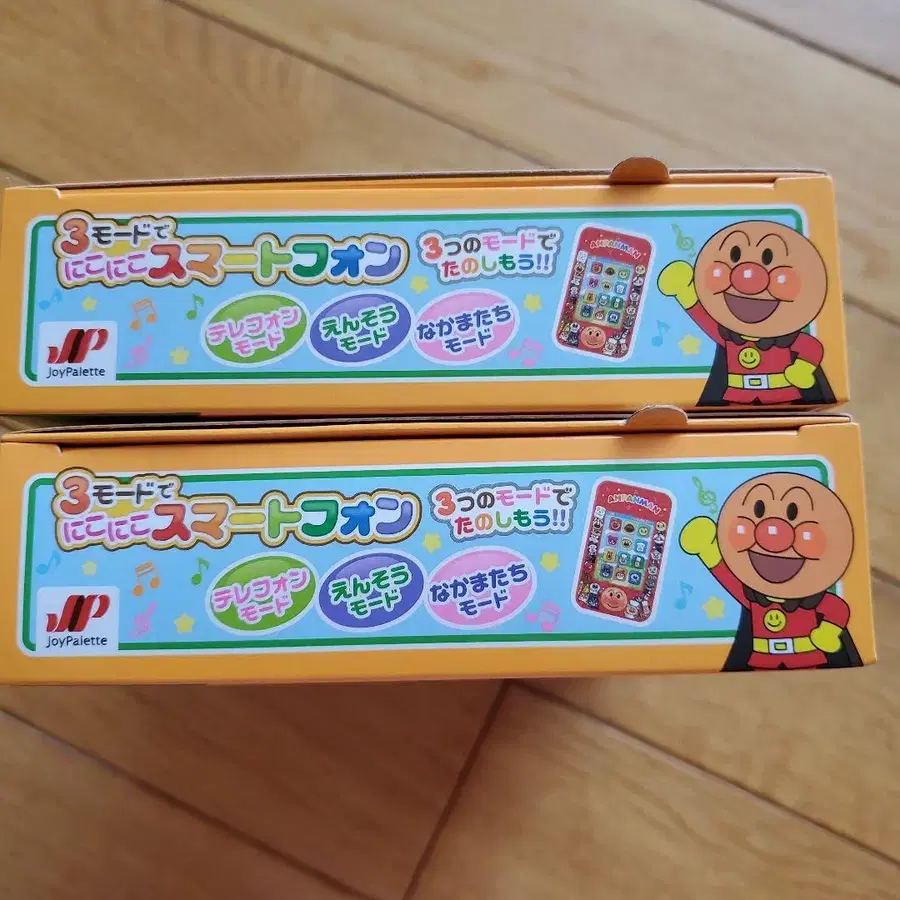 3モードで
にこにこスマートフォン
3つのモードで
たのしもう!!
テレフォン
モード
えんそう
モード
なかまたち
モード
ANPANMAN
JoyPalette
3モードで
にこにこスマートフォン
3つのモードで
たのしもう!!
テレフォン
モード
えんそう
モード
なかまたち
モード
ANPANMAN
JoyPalette